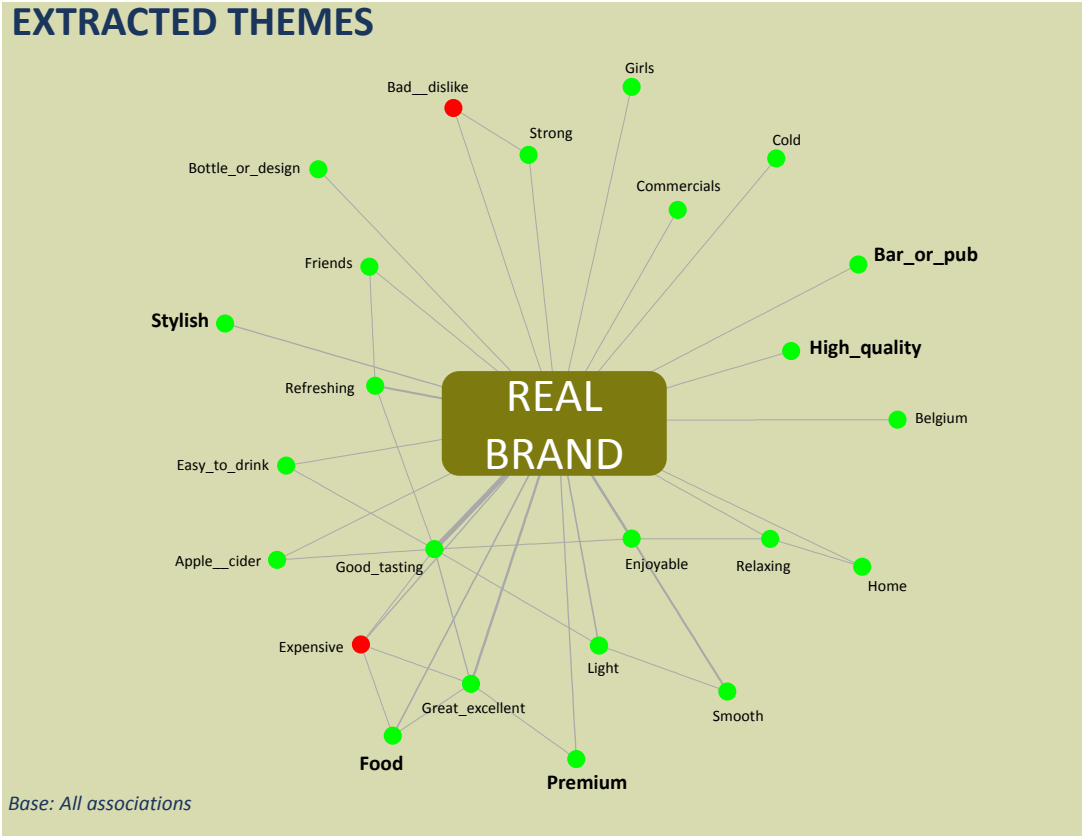 EXTRACTED THEMES
Girls
Bad__dislike
Strong
Cold
Bottle_or_design
Commercials
Bar_or_pub
Friends
Stylish
High_quality
Refreshing
REAL
BRAND
Belgium
Easy_to_drink
Apple__cider
Good_tasting
Enjoyable
Relaxing
Home
Expensive
Light
Great_excellent
Smooth
Food
Premium
Base: All associations